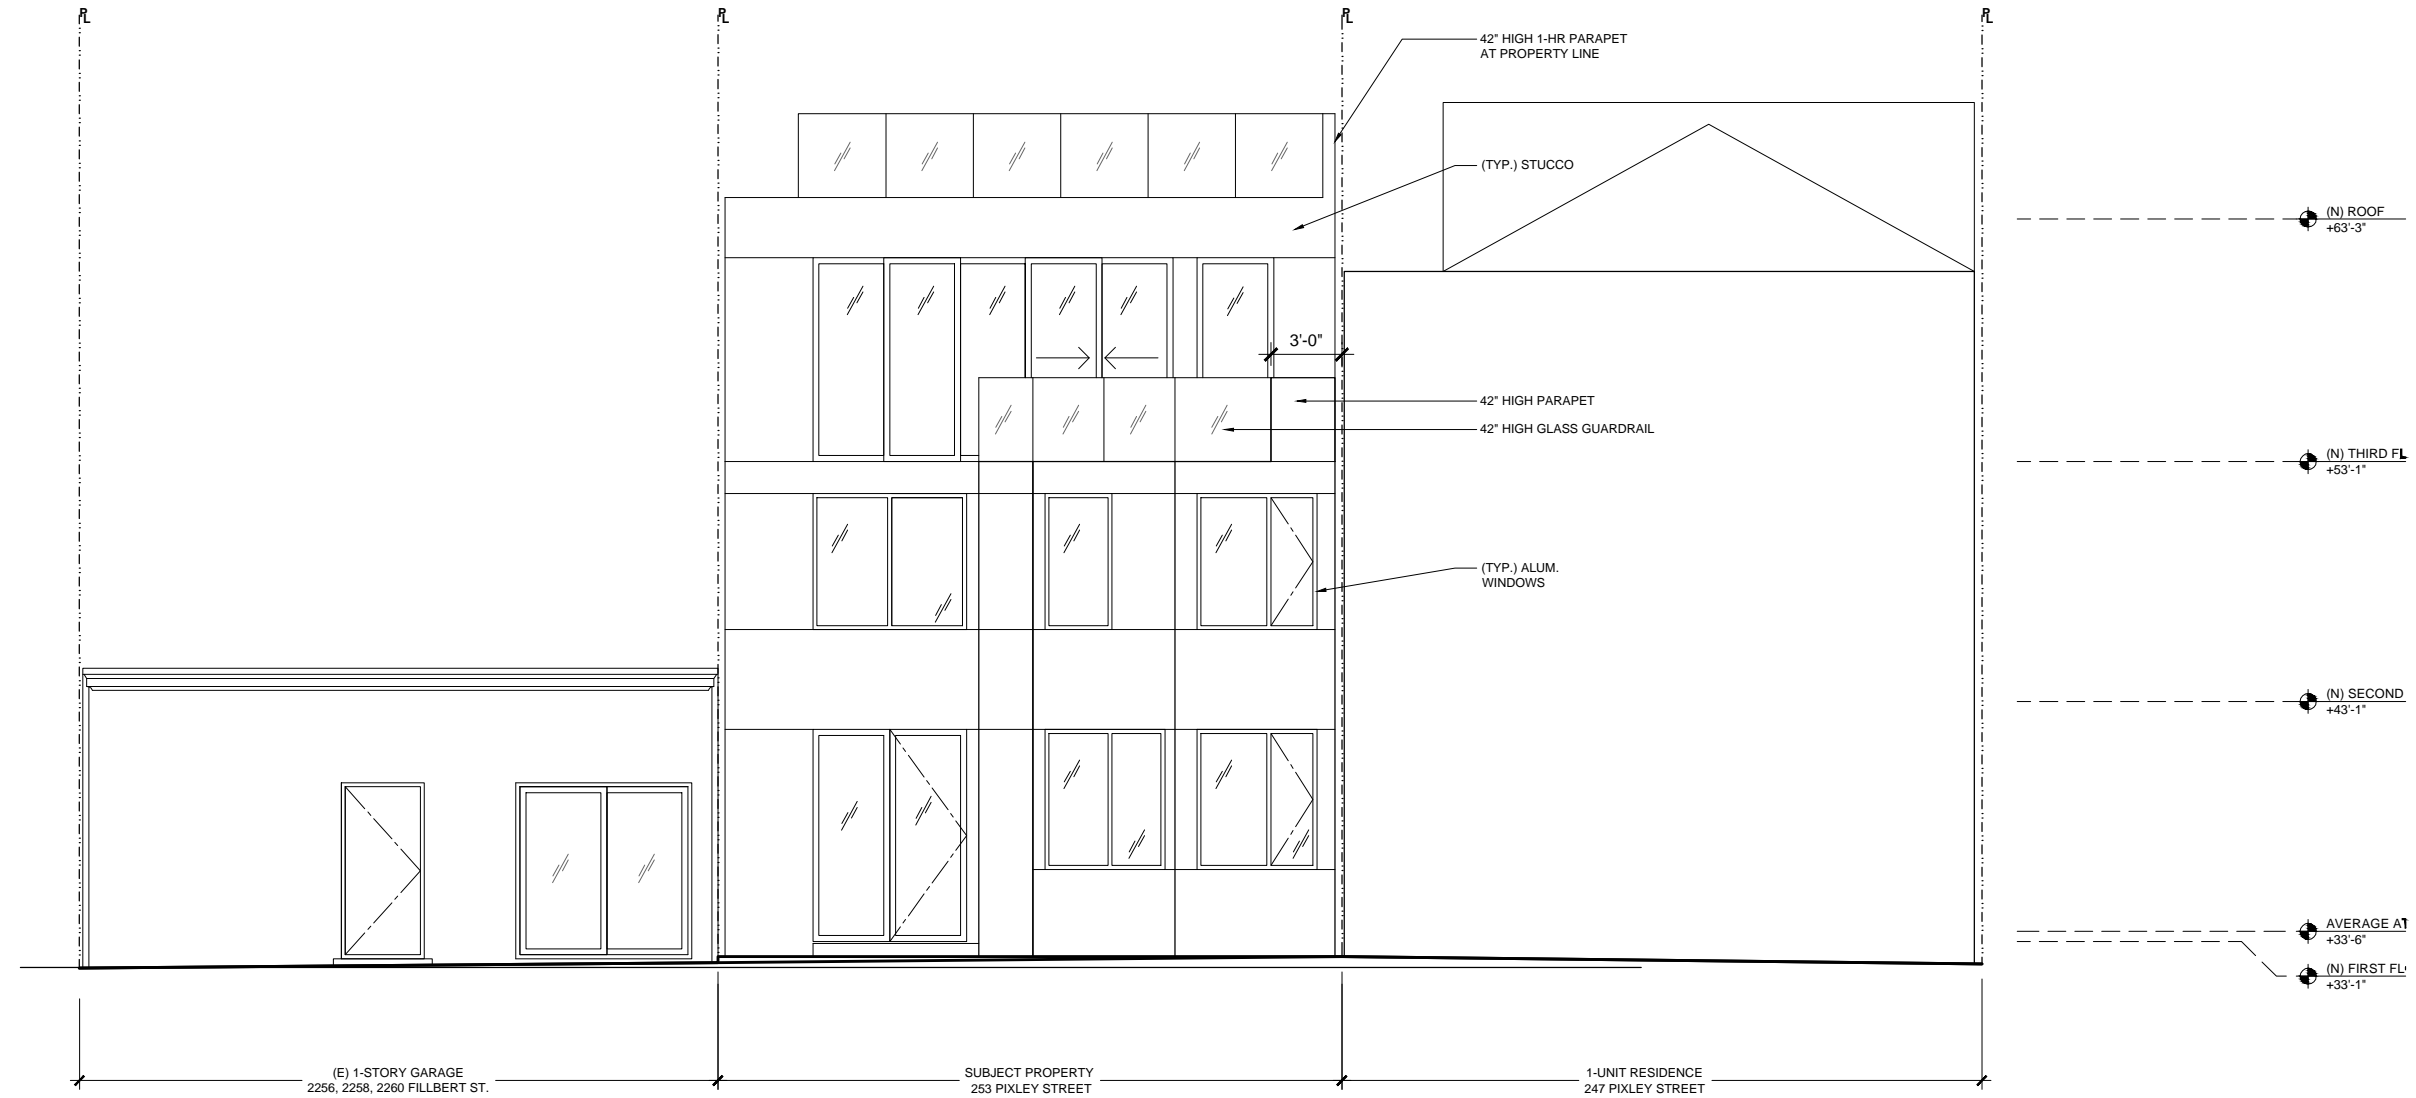 PL
PL
PL
PL
42" HIGH 1-HR PARAPET
AT PROPERTY LINE
(TYP.) STUCCO
(N) ROOF
+63'-3"
3'-0"
42" HIGH PARAPET
42" HIGH GLASS GUARDRAIL
(N) THIRD FL
+53'-1"
(TYP.) ALUM.
WINDOWS
(N) SECOND
+43'-1"
AVERAGE AT
+33'-6"
(N) FIRST FL
+33'-1"
(E) 1-STORY GARAGE
2256, 2258, 2260 FILLBERT ST.
SUBJECT PROPERTY
253 PIXLEY STREET
1-UNIT RESIDENCE
247 PIXLEY STREET